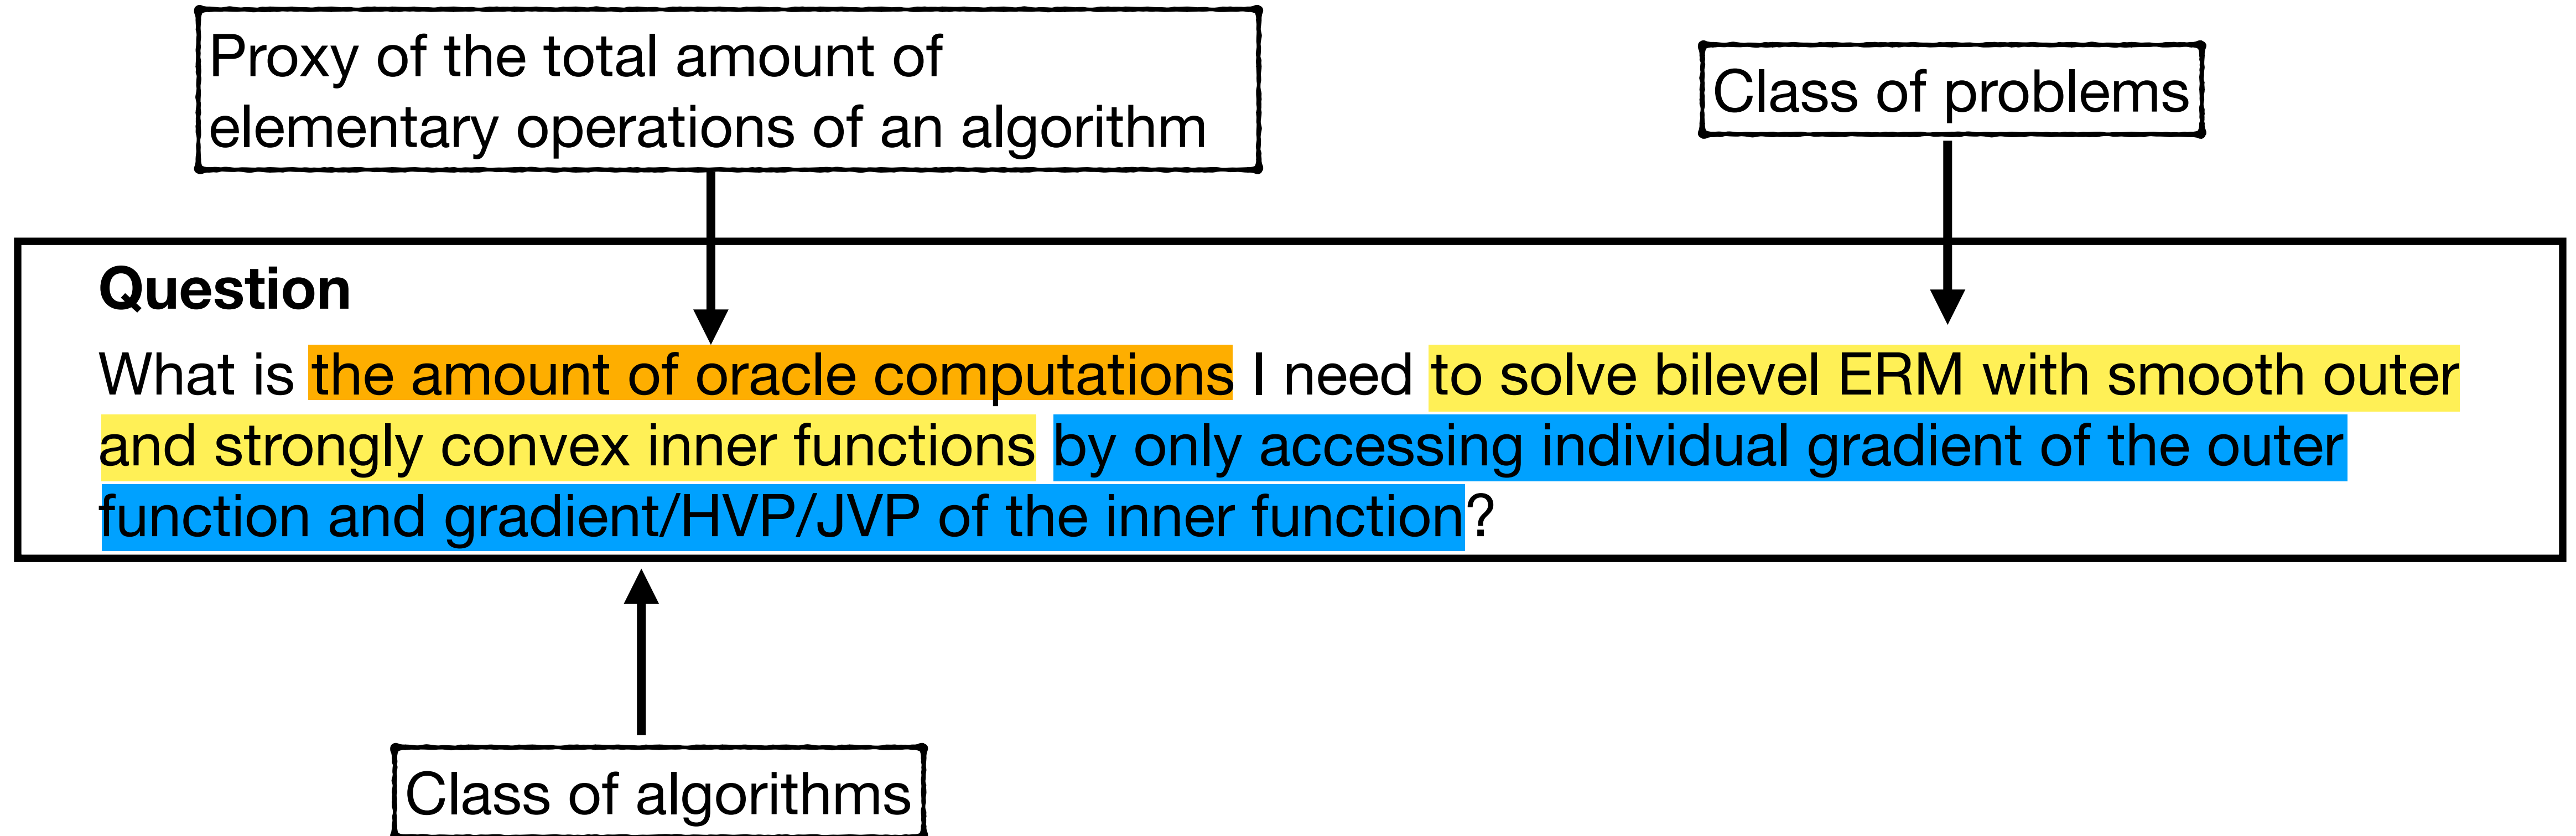 Proxy of the total amount of
elementary operations of an algorithm
Class of problems
Question
What is the amount of oracle computations I need to solve bilevel ERM with smooth outer
and strongly convex inner functions by only accessing individual gradient of the outer
function and gradient/HVP/JVP of the inner function?
Class of algorithms